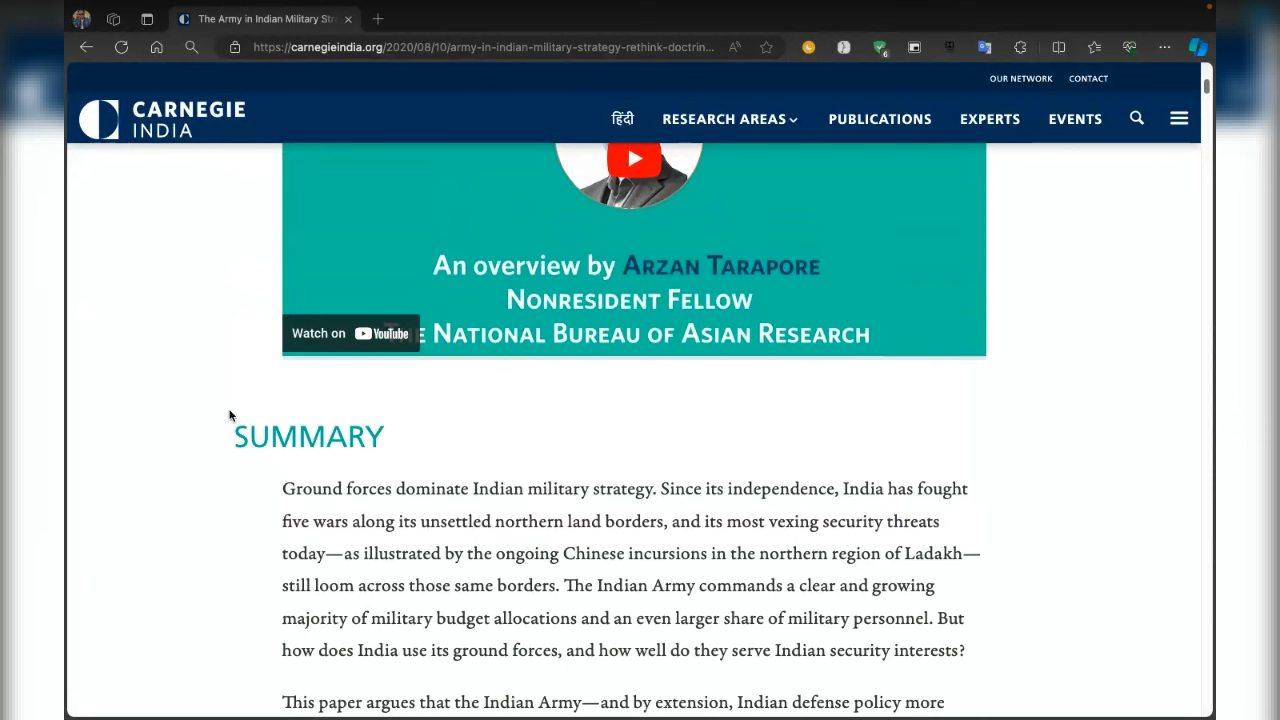 The Army in Indian Military Str
https://carnegieindia.org/2020/08/10/army-in-indian-military-strategy-rethink-doctrin...
6
OUR NETWORK CONTACT
CARNEGIE
INDIA
हिंदी RESEARCH AREAS PUBLICATIONS EXPERTS EVENTS
An overview by ARZAN TARAPORE
NONRESIDENT FELLOW
Watch on YouTube
NATIONAL BUREAU OF ASIAN RESEARCH
SUMMARY
Ground forces dominate Indian military strategy. Since its independence, India has fought
five wars along its unsettled northern land borders, and its most vexing security threats
today—as illustrated by the ongoing Chinese incursions in the northern region of Ladakh—
still loom across those same borders. The Indian Army commands a clear and growing
majority of military budget allocations and an even larger share of military personnel. But
how does India use its ground forces, and how well do they serve Indian security interests?
This paper argues that the Indian Army—and by extension, Indian defense policy more